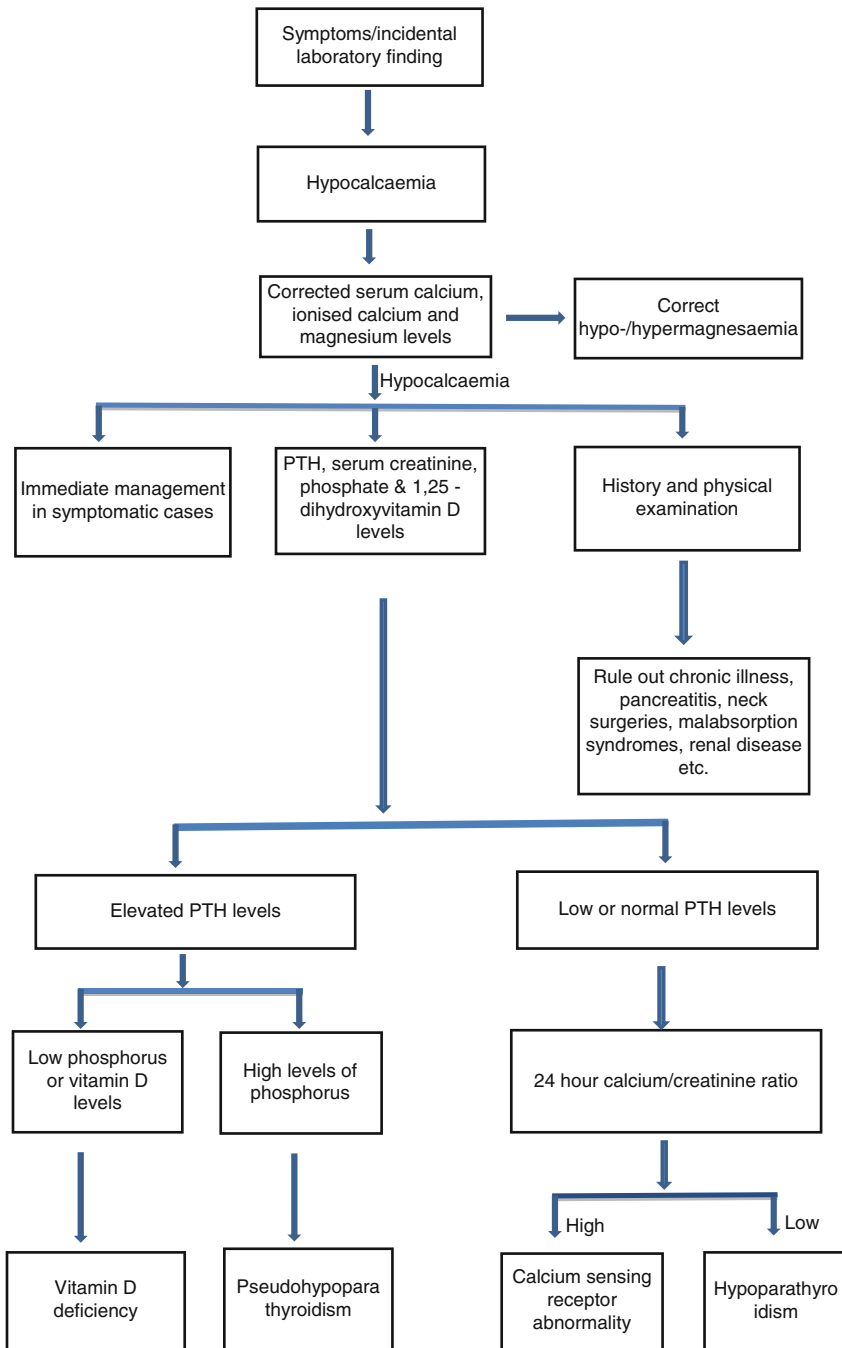 Symptoms/incidental
laboratory finding
Hypocalcaemia
Corrected serum calcium,
ionised calcium and
magnesium levels
Correct
hypo-/hypermagnesaemia
Hypocalcaemia
Immediate management
in symptomatic cases
PTH, serum creatinine,
phosphate & 1,25 -
dihydroxyvitamin D
levels
History and physical
examination
Rule out chronic illness,
pancreatitis, neck
surgeries, malabsorption
syndromes, renal disease
etc.
Elevated PTH levels
Low or normal PTH levels
Low phosphorus
or vitamin D
levels
High levels of
phosphorus
24 hour calcium/creatinine ratio
High
Low
Vitamin D
deficiency
Pseudohypopara
thyroidism
Calcium sensing
receptor
abnormality
Hypoparathyro
idism